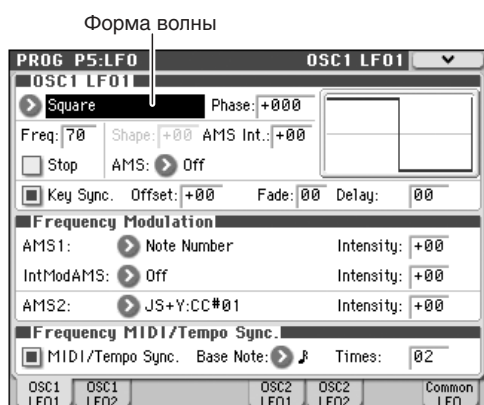 Форма волны
PROG P5:LFO OSC1 LFO1
OSC1 LFO1
Square Phase: +000
Freq: 70 Shape: +00 AMS Int.: +00
Stop AMS: Off
Key Sync. Offset: +00 Fade: 00 Delay: 00
Frequency Modulation
AMS1: Note Number Intensity: +00
IntModAMS: Off Intensity: +00
AMS2: JS+Y:CC#01 Intensity: +00
Frequency MIDI/Tempo Sync.
MIDI/Tempo Sync. Base Note: ♪ Times: 02
OSC1 LFO1 OSC1 LFO2 OSC2 LFO1 OSC2 LFO2 Common LFO